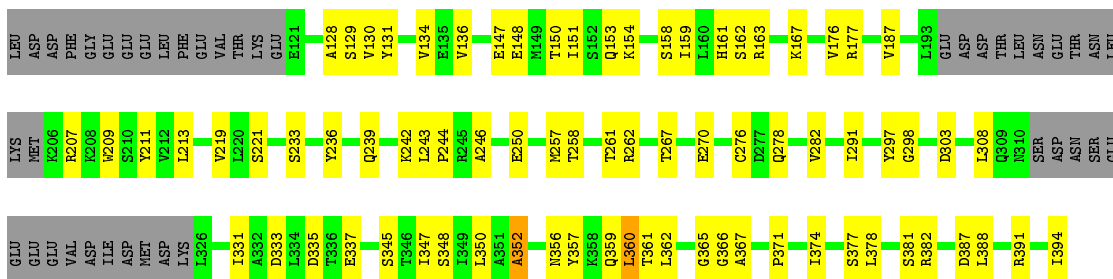 LEU ASP ASP PHE GLY GLU GLU GLU LEU PHE GLU VAL THR LYS GLU E121 A128 S129 V130 Y131 V134 E135 V136 E147 E148 M149 T150 I151 S152 Q153 K154 S158 I159 L160 H161 S162 R163 K167 V176 R177 V187 L193 GLU ASP ASP THR LEU ASN GLU THR ASN LEU
LYS MET K206 R207 K208 W209 S210 Y211 V212 L213 V219 L220 S221 S233 Y236 Q239 K242 L243 P244 R245 A246 E250 M257 T258 T261 R262 T267 E270 C276 D277 Q278 V282 I291 Y297 G298 D303 L308 Q309 N310 SER ASP ASN SER GLU
GLU GLU GLU VAL ASP ILE ASP MET ASP LYS L326 I331 A332 D333 L334 D335 T336 E337 S345 T346 I347 S348 I349 L350 A351 A352 N356 Y357 K358 Q359 L360 T361 L362 G365 G366 A367 P371 I374 S377 L378 S381 R382 D387 L388 R391 I394